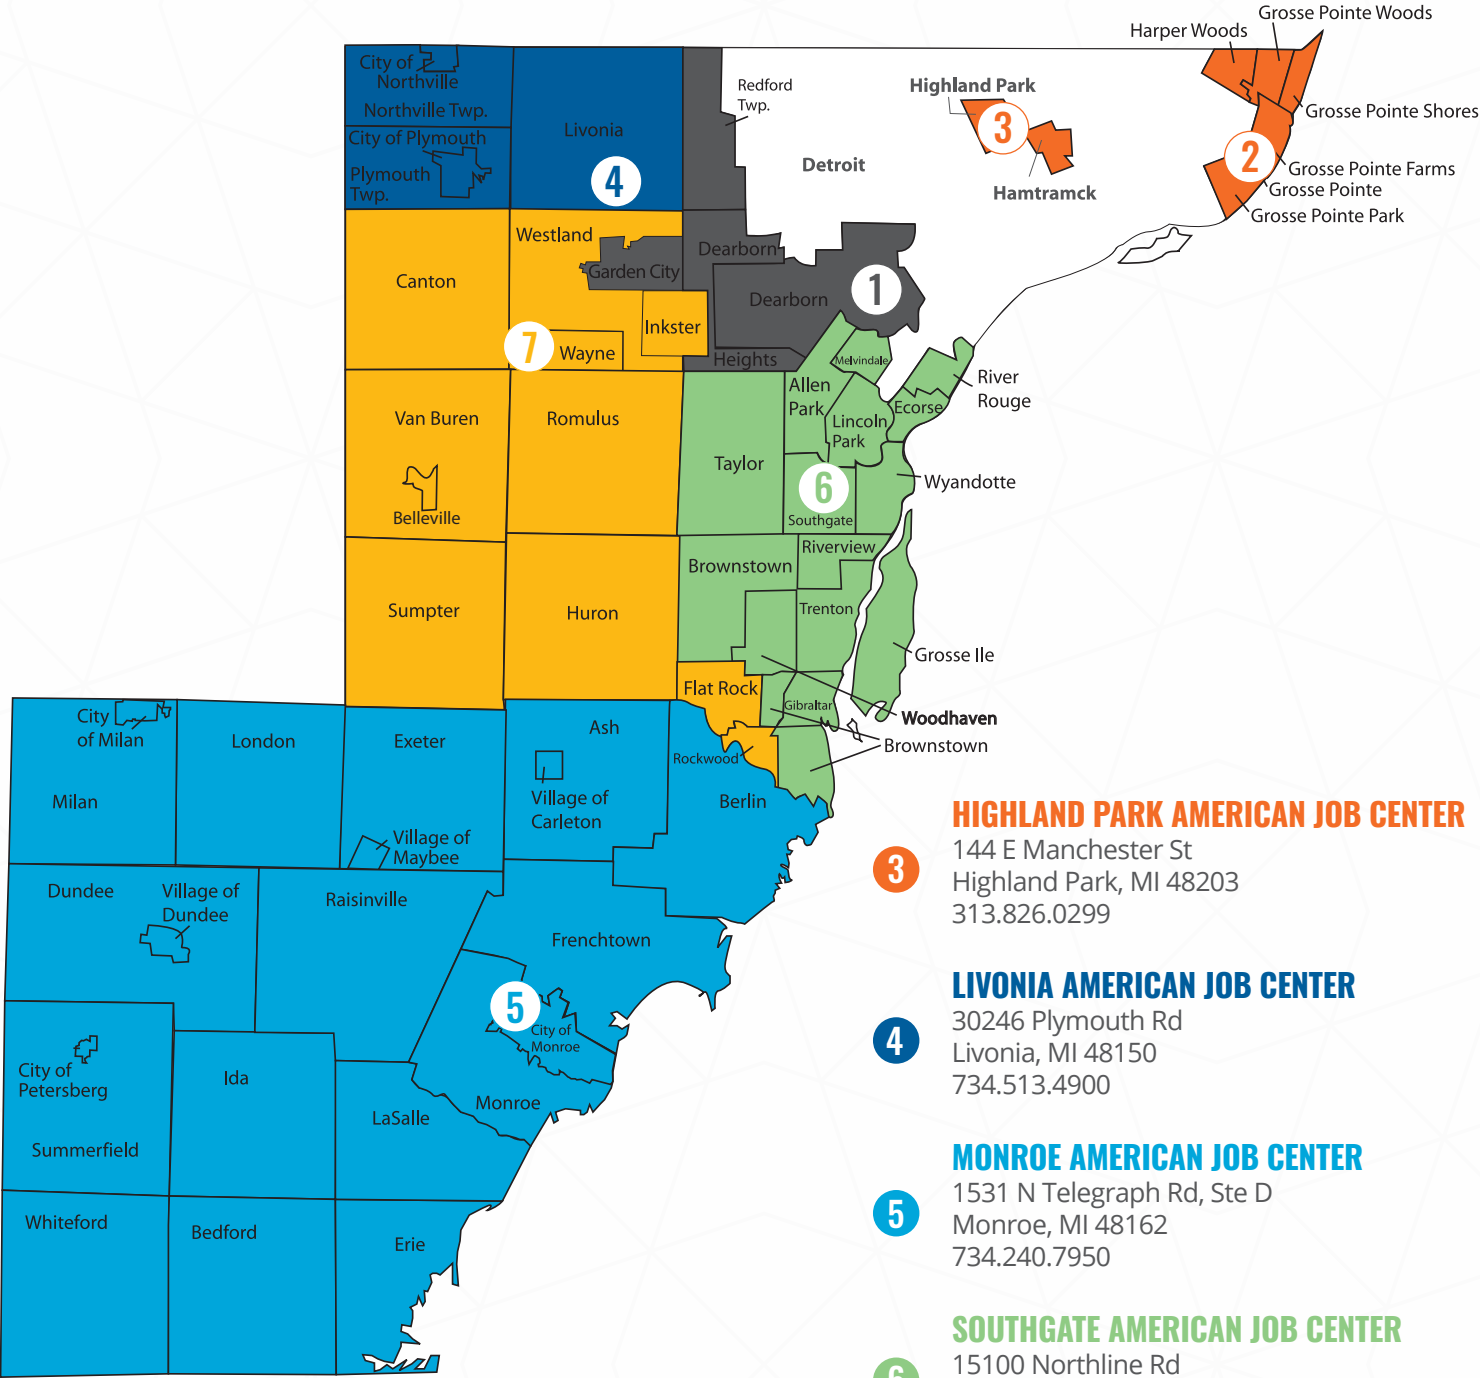 Grosse Pointe Woods
Harper Woods
City of
Northville
Northville Twp.
City of Plymouth
Plymouth
Twp.
Livonia
4
Redford
Twp.
Detroit
Highland Park
3
Hamtramck
Grosse Pointe Shores
2
Grosse Pointe Farms
Grosse Pointe
Grosse Pointe Park
Westland
Garden City
Canton
Inkster
7
Wayne
Dearborn
Dearborn
1
Heights
Melvindale
Allen
Park
Lincoln
Park
Ecorse
River
Rouge
Van Buren
Belleville
Romulus
Taylor
6
Southgate
Wyandotte
Riverview
Brownstown
Trenton
Grosse Ile
Sumpter
Huron
Flat Rock
Gibraltar
Woodhaven
Brownstown
Rockwood
City
of Milan
Milan
London
Exeter
Village of
Maybee
Ash
Village of
Carleton
Berlin
Dundee
Village of
Dundee
Raisinville
Frenchtown
5
City of
Monroe
Monroe
City of
Petersberg
Summerfield
Ida
LaSalle
Whiteford
Bedford
Erie
3
HIGHLAND PARK AMERICAN JOB CENTER
144 E Manchester St
Highland Park, MI 48203
313.826.0299
4
LIVONIA AMERICAN JOB CENTER
30246 Plymouth Rd
Livonia, MI 48150
734.513.4900
5
MONROE AMERICAN JOB CENTER
1531 N Telegraph Rd, Ste D
Monroe, MI 48162
734.240.7950
6
SOUTHGATE AMERICAN JOB CENTER
15100 Northline Rd